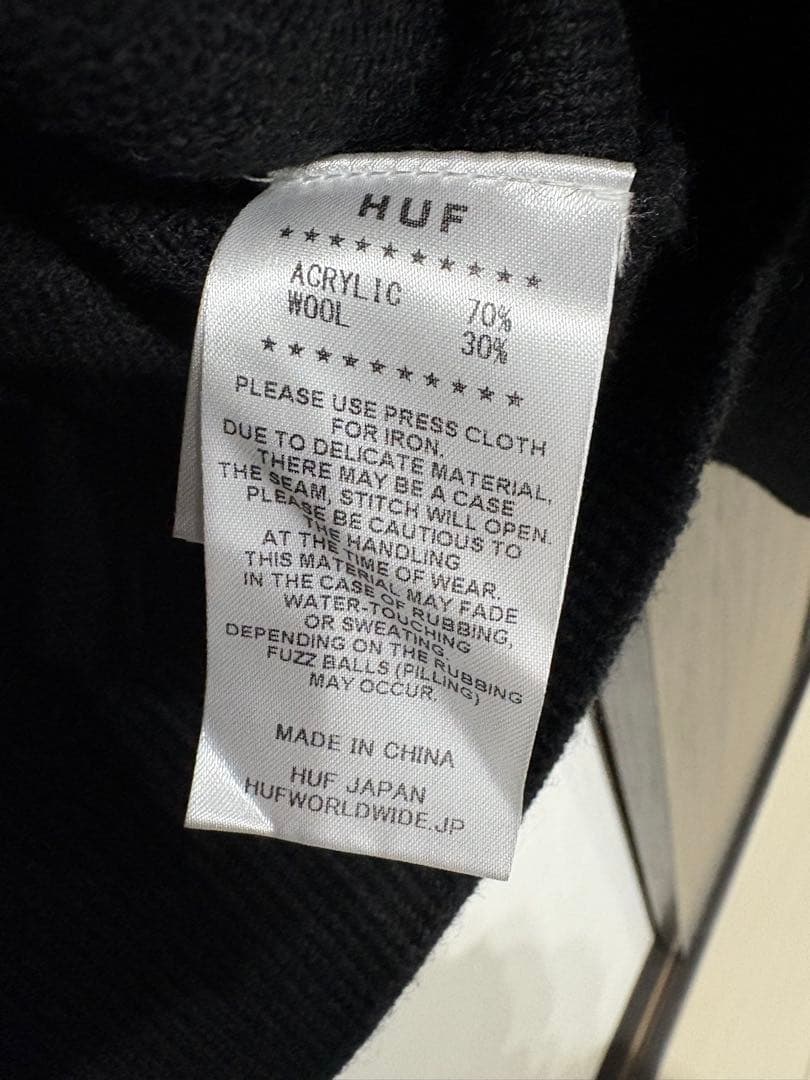 HUF
★★★★★★★★★★
ACRYLIC 70%
WOOL 30%
★★★★★★★★★★
PLEASE USE PRESS CLOTH
FOR IRON.
DUE TO DELICATE MATERIAL,
THERE MAY BE A CASE
THE SEAM, STITCH WILL OPEN.
PLEASE BE CAUTIOUS TO
THE HANDLING
AT THE TIME OF WEAR.
THIS MATERIAL MAY FADE
IN THE CASE OF RUBBING,
WATER-TOUCHING
OR SWEATING.
DEPENDING ON THE RUBBING
FUZZ BALLS (PILLING)
MAY OCCUR.
MADE IN CHINA
HUF JAPAN
HUFWORLDWIDE.JP